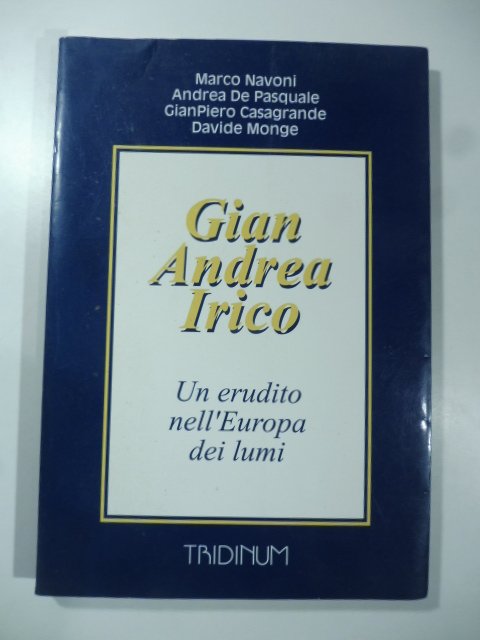 Marco Navoni
Andrea De Pasquale
GianPiero Casagrande
Davide Monge
Gian
Andrea
Irico
Un erudito
nell'Europa
dei lumi
TRIDINUM